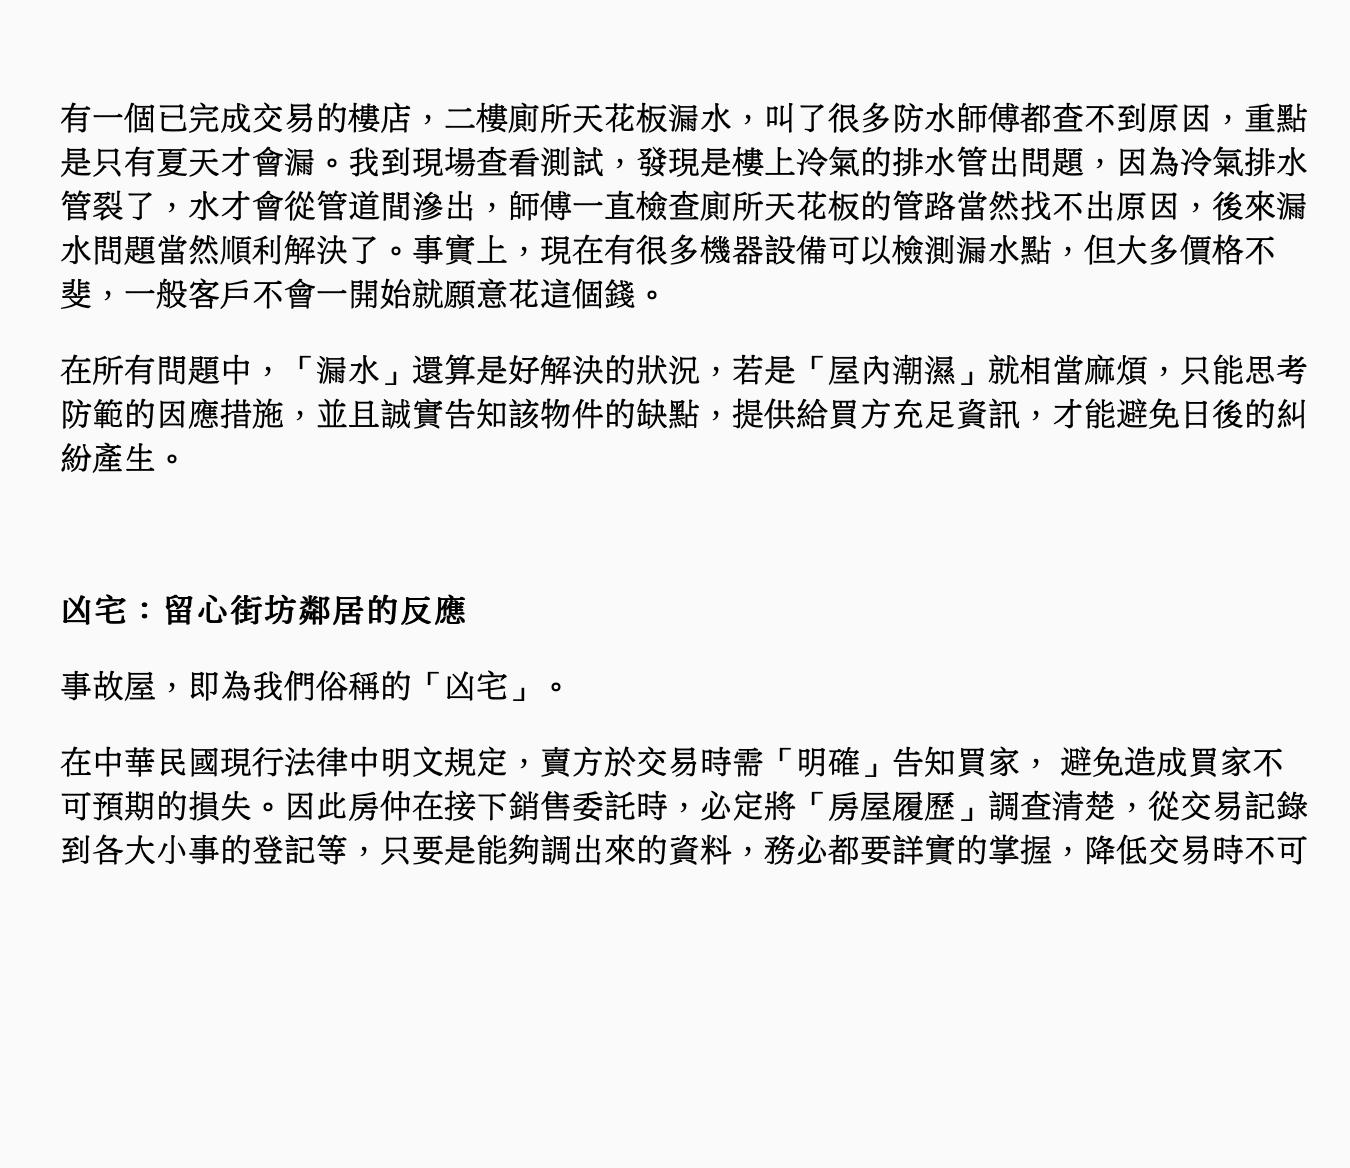 有一個已完成交易的樓店，二樓廁所天花板漏水，叫了很多防水師傅都查不到原因，重點
是只有夏天才會漏。我到現場查看測試，發現是樓上冷氣的排水管出問題，因為冷氣排水
管裂了，水才會從管道間滲出，師傅一直檢查廁所天花板的管路當然找不出原因，後來漏
水問題當然順利解決了。事實上，現在有很多機器設備可以檢測漏水點，但大多價格不
斐，一般客戶不會一開始就願意花這個錢。
在所有問題中，「漏水」還算是好解決的狀況，若是「屋內潮濕」就相當麻煩，只能思考
防範的因應措施，並且誠實告知該物件的缺點，提供給買方充足資訊，才能避免日後的糾
紛產生。
凶宅：留心街坊鄰居的反應
事故屋，即為我們俗稱的「凶宅」。
在中華民國現行法律中明文規定，賣方於交易時需「明確」告知買家， 避免造成買家不
可預期的損失。因此房仲在接下銷售委託時，必定將「房屋履歷」調查清楚，從交易記錄
到各大小事的登記等，只要是能夠調出來的資料，務必都要詳實的掌握，降低交易時不可